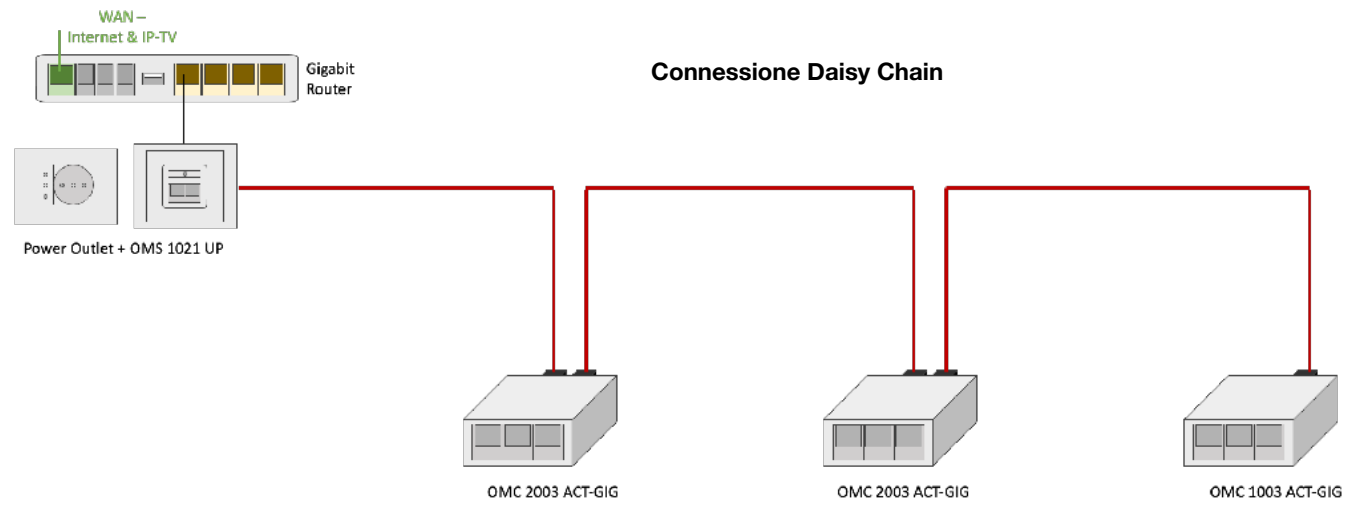 WAN –
Internet & IP-TV
Gigabit
Router
Connessione Daisy Chain
Power Outlet + OMS 1021 UP
OMC 2003 ACT-GIG
OMC 2003 ACT-GIG
OMC 1003 ACT-GIG